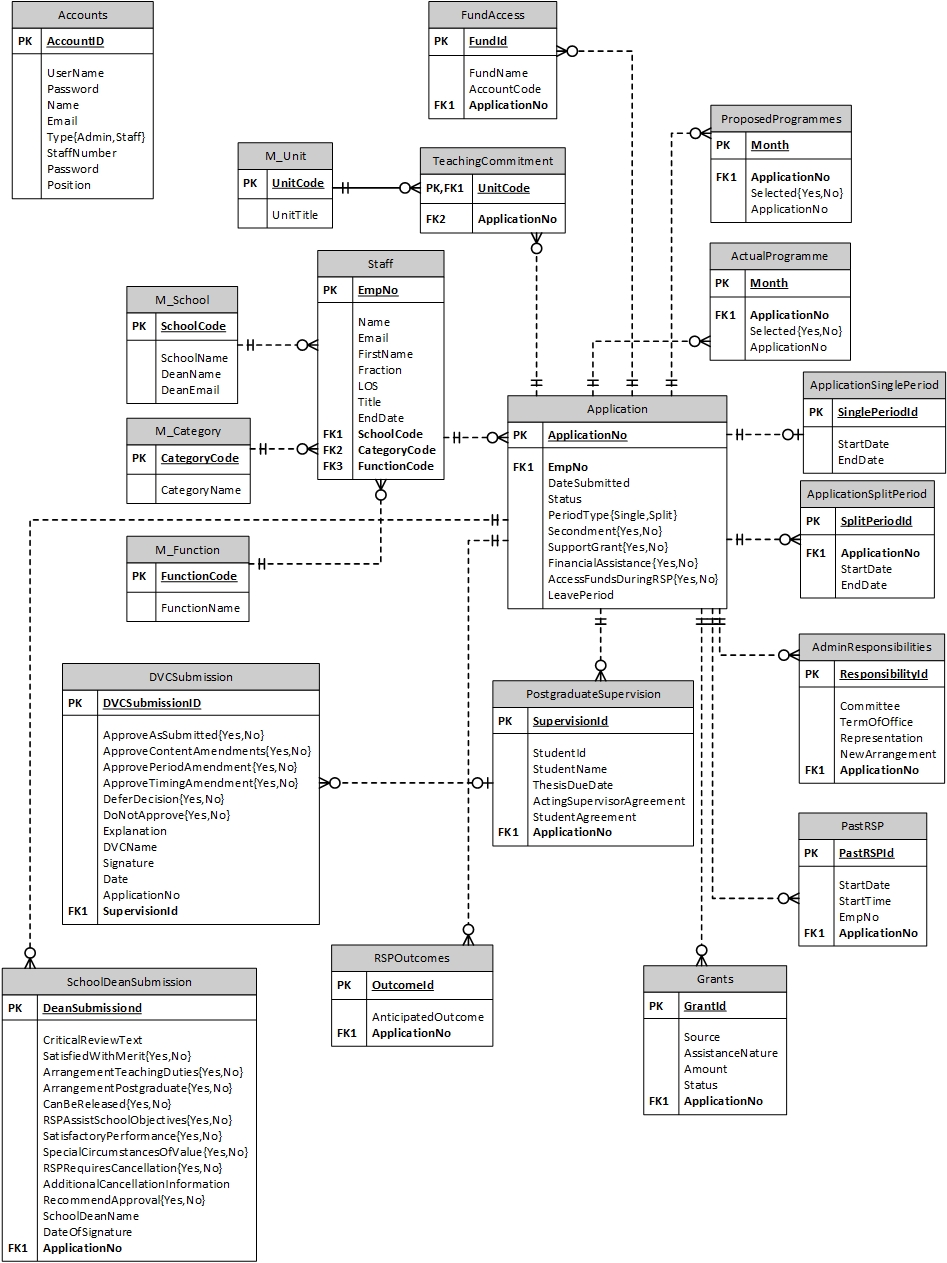 Accounts
PK AccountID
UserName
Password
Name
Email
Type{Admin,Staff}
StaffNumber
Password
Position
FundAccess
PK FundId
FundName
AccountCode
FK1 ApplicationNo
ProposedProgrammes
PK Month
FK1 ApplicationNo
Selected{Yes,No}
ApplicationNo
M_Unit
PK UnitCode
UnitTitle
TeachingCommitment
PK,FK1 UnitCode
FK2 ApplicationNo
ActualProgramme
PK Month
FK1 ApplicationNo
Selected{Yes,No}
ApplicationNo
Staff
PK EmpNo
Name
Email
FirstName
Fraction
LOS
Title
EndDate
FK1 SchoolCode
FK2 CategoryCode
FK3 FunctionCode
M_School
PK SchoolCode
SchoolName
DeanName
DeanEmail
M_Category
PK CategoryCode
CategoryName
M_Function
PK FunctionCode
FunctionName
Application
PK ApplicationNo
FK1 EmpNo
DateSubmitted
Status
PeriodType{Single,Split}
Secondment{Yes,No}
SupportGrant{Yes,No}
FinancialAssistance{Yes,No}
AccessFundsDuringRSP{Yes,No}
LeavePeriod
ApplicationSinglePeriod
PK SinglePeriodId
StartDate
EndDate
ApplicationSplitPeriod
PK SplitPeriodId
FK1 ApplicationNo
StartDate
EndDate
AdminResponsibilities
PK ResponsibilityId
Committee
TermOfOffice
Representation
NewArrangement
FK1 ApplicationNo
DVCSubmission
PK DVCSubmissionID
ApproveAsSubmitted{Yes,No}
ApproveContentAmendments{Yes,No}
ApprovePeriodAmendment{Yes,No}
ApproveTimingAmendment{Yes,No}
DeferDecision{Yes,No}
DoNotApprove{Yes,No}
Explanation
DVCName
Signature
Date
ApplicationNo
FK1 SupervisionId
PostgraduateSupervision
PK SupervisionId
StudentId
StudentName
ThesisDueDate
ActingSupervisorAgreement
StudentAgreement
FK1 ApplicationNo
PastRSP
PK PastRSPId
StartDate
StartTime
EmpNo
FK1 ApplicationNo
SchoolDeanSubmission
PK DeanSubmissiond
CriticalReviewText
SatisfiedWithMerit{Yes,No}
ArrangementTeachingDuties{Yes,No}
ArrangementPostgraduate{Yes,No}
CanBeReleased{Yes,No}
RSPAssistSchoolObjectives{Yes,No}
SatisfactoryPerformance{Yes,No}
SpecialCircumstancesOfValue{Yes,No}
RSPRequiresCancellation{Yes,No}
AdditionalCancellationInformation
RecommendApproval{Yes,No}
SchoolDeanName
DateOfSignature
FK1 ApplicationNo
RSPOutcomes
PK OutcomeId
AnticipatedOutcome
FK1 ApplicationNo
Grants
PK GrantId
Source
AssistanceNature
Amount
Status
FK1 ApplicationNo